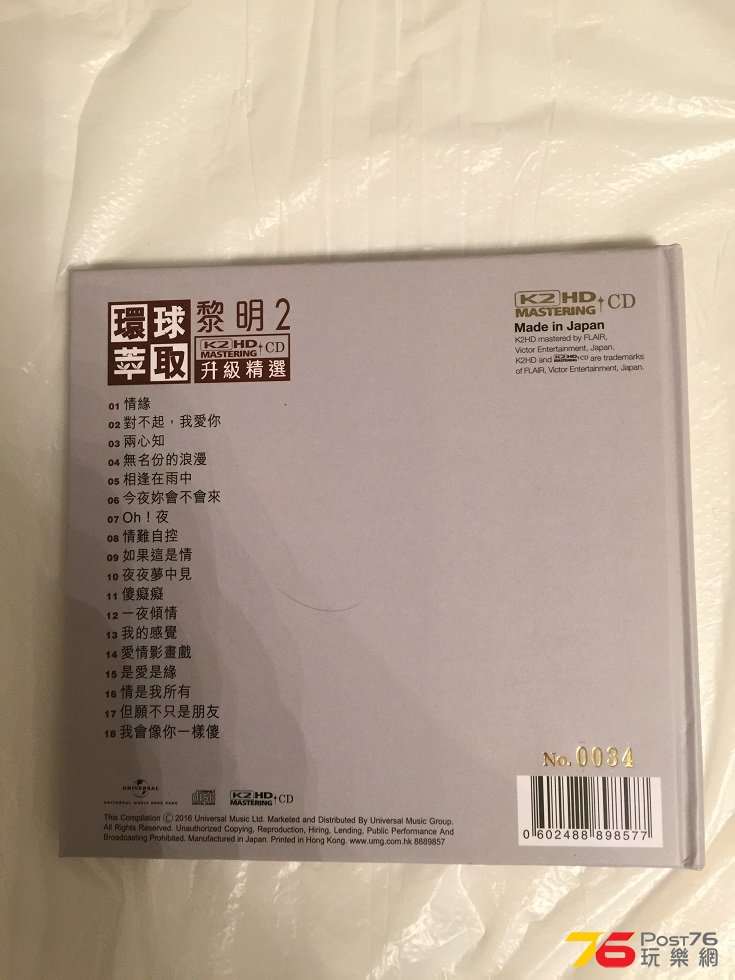 環球
萃取
黎明2
K2HD
MASTERING+CD
升級精選
K2HD
MASTERING+CD
Made in Japan
K2HD mastered by FLAIR,
Victor Entertainment, Japan.
K2HD and K2HD MASTERING+CD are trademarks
of FLAIR, Victor Entertainment, Japan.
01 情緣
02 對不起，我愛你
03 兩心知
04 無名份的浪漫
05 相逢在雨中
06 今夜妳會不會來
07 Oh！夜
08 情難自控
09 如果這是情
10 夜夜夢中見
11 傻癡癡
12 一夜傾情
13 我的感覺
14 愛情影畫戲
15 是愛是緣
16 情是我所有
17 但願不只是朋友
18 我會像你一樣傻
No. 0034
UNIVERSAL
UNIVERSAL MUSIC HONG KONG
COMPACT disc DIGITAL AUDIO
K2HD
MASTERING+CD
This Compilation Ⓒ 2016 Universal Music Ltd. Marketed and Distributed By Universal Music Group.
All Rights Reserved. Unauthorized Copying, Reproduction, Hiring, Lending, Public Performance And
Broadcasting Prohibited. Manufactured in Japan. Printed in Hong Kong. www.umg.com.hk 8889857
0 602488 898577
76 POST76
玩樂網